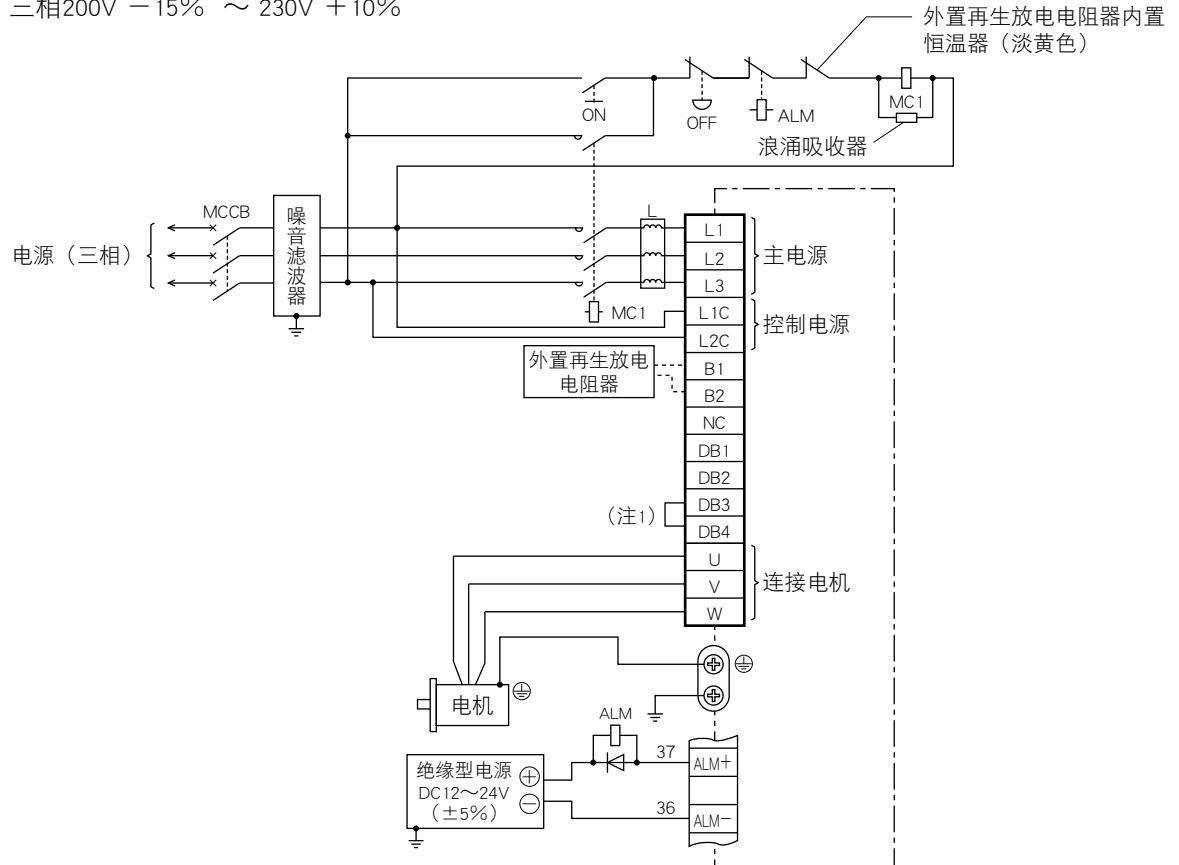 三相200V －15% ～ 230V ＋10%
外置再生放电电阻器内置
恒温器（淡黄色）
ON
OFF
ALM
MC1
浪涌吸收器
MCCB
噪音滤波器
L
电源（三相）
MC1
L1
L2
L3
主电源
L1C
L2C
控制电源
外置再生放电
电阻器
B1
B2
NC
DB1
DB2
DB3
DB4
（注1）
U
V
W
连接电机
电机
ALM
绝缘型电源
DC12～24V
（±5%）
37
ALM＋
36
ALM－